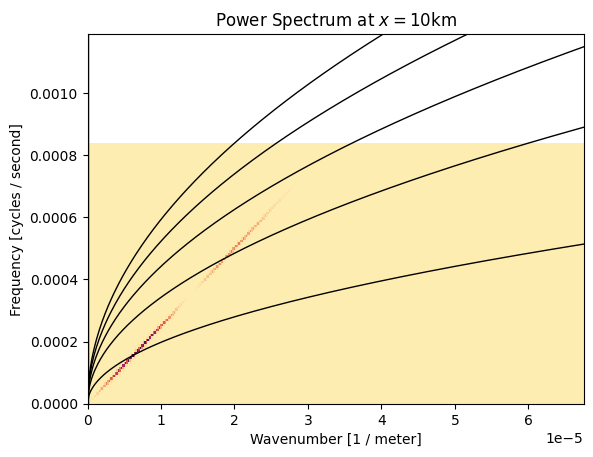 Power Spectrum at x = 10km
Frequency [cycles / second]
0.0010
0.0008
0.0006
0.0004
0.0002
0.0000
0 1 2 3 4 5 6
1e−5
Wavenumber [1 / meter]